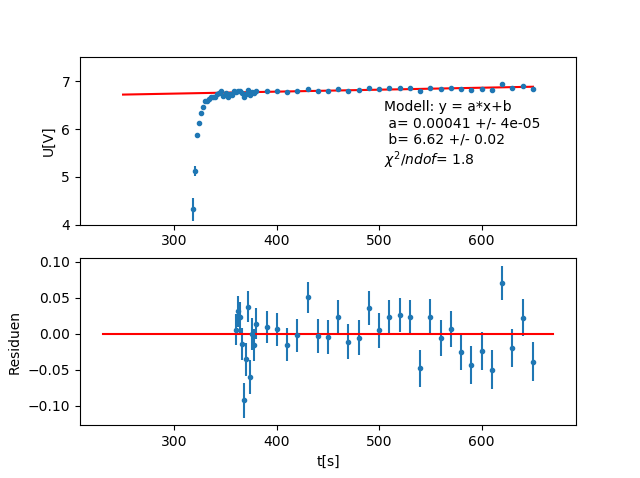 7
6
5
4
U[V]
Modell: y = a*x+b
a= 0.00041 +/- 4e-05
b= 6.62 +/- 0.02
χ²/ndof= 1.8
300 400 500 600
0.10
0.05
0.00
−0.05
−0.10
Residuen
300 400 500 600
t[s]